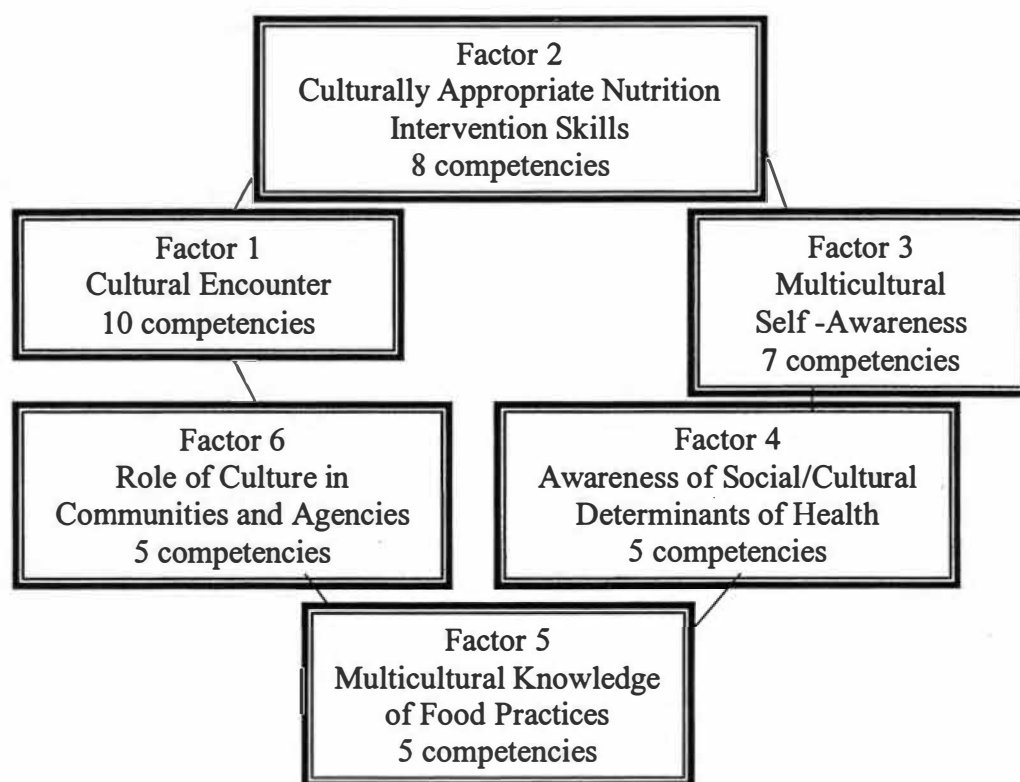 Factor 2
Culturally Appropriate Nutrition
Intervention Skills
8 competencies
Factor 1
Cultural Encounter
10 competencies
Factor 3
Multicultural
Self -Awareness
7 competencies
Factor 6
Role of Culture in
Communities and Agencies
5 competencies
Factor 4
Awareness of Social/Cultural
Determinants of Health
5 competencies
Factor 5
Multicultural Knowledge
of Food Practices
5 competencies